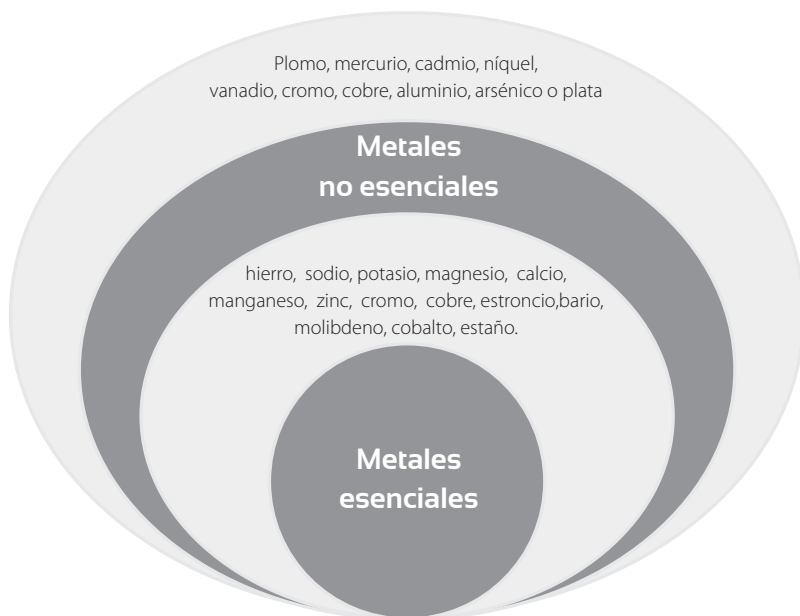 Plomo, mercurio, cadmio, níquel,
vanadio, cromo, cobre, aluminio, arsénico o plata
Metales
no esenciales
hierro, sodio, potasio, magnesio, calcio,
manganeso, zinc, cromo, cobre, estroncio,bario,
molibdeno, cobalto, estaño.
Metales
esenciales